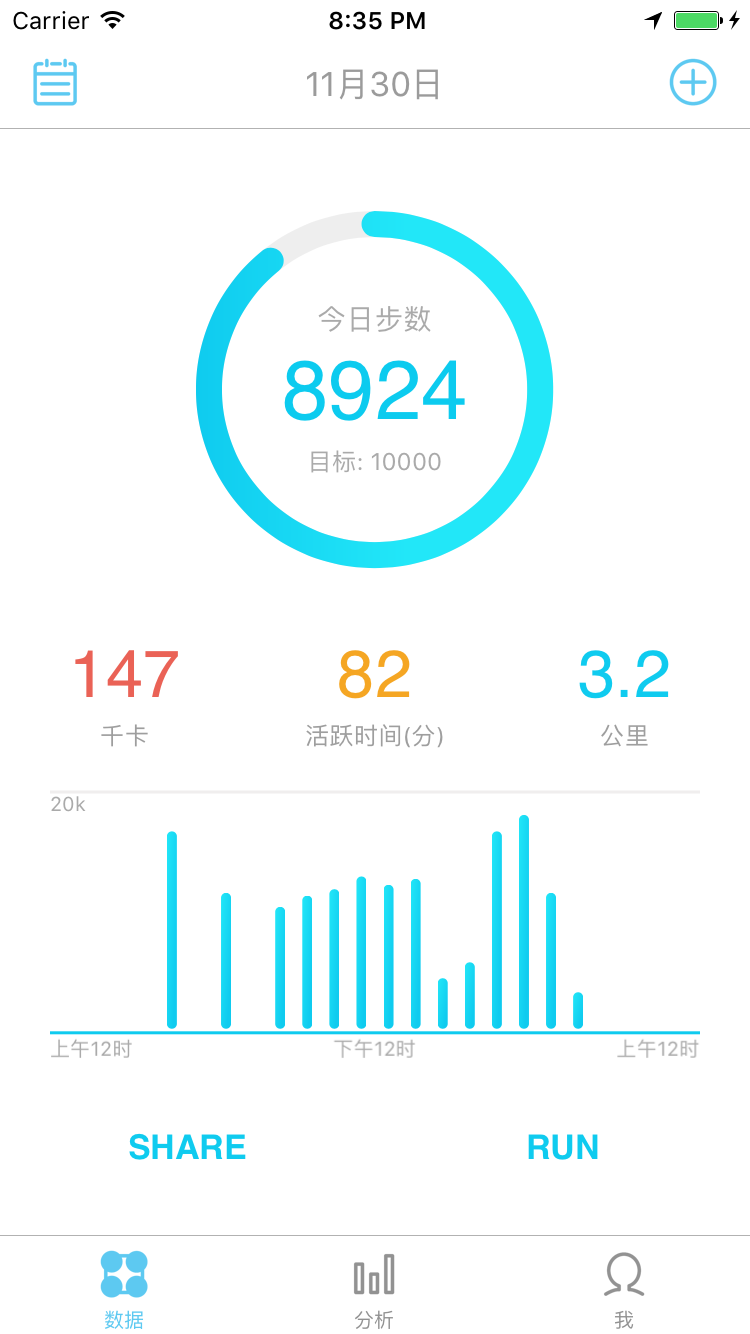 Carrier 8:35 PM
11月30日
今日步数
8924
目标: 10000
147 82 3.2
千卡 活跃时间(分) 公里
20k
上午12时 下午12时 上午12时
SHARE RUN
数据 分析 我